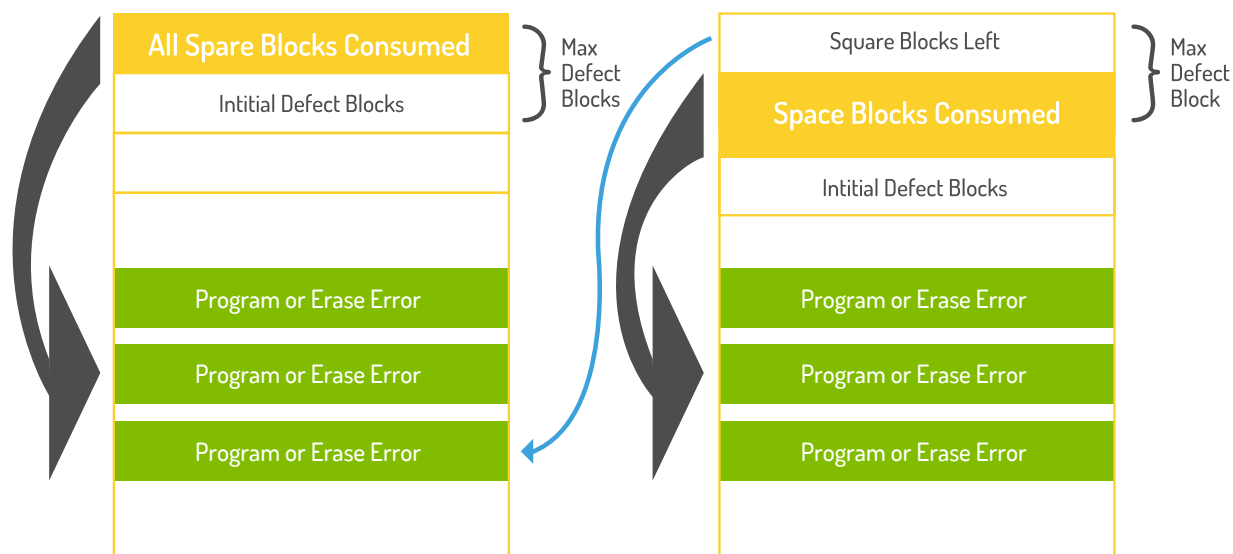 All Spare Blocks Consumed
Intitial Defect Blocks
Max
Defect
Blocks
Program or Erase Error
Program or Erase Error
Program or Erase Error
Square Blocks Left
Space Blocks Consumed
Intitial Defect Blocks
Max
Defect
Block
Program or Erase Error
Program or Erase Error
Program or Erase Error